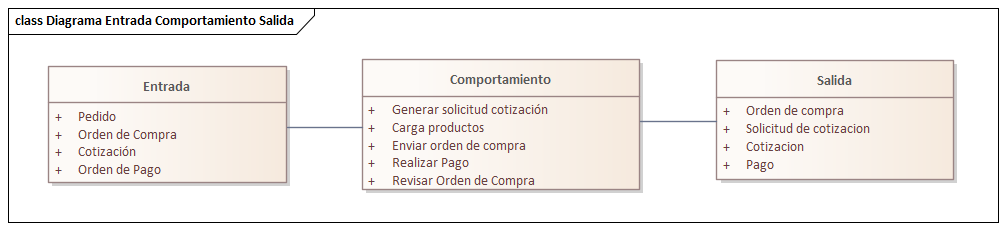 class Diagrama Entrada Comportamiento Salida
Entrada
+ Pedido
+ Orden de Compra
+ Cotización
+ Orden de Pago
Comportamiento
+ Generar solicitud cotización
+ Carga productos
+ Enviar orden de compra
+ Realizar Pago
+ Revisar Orden de Compra
Salida
+ Orden de compra
+ Solicitud de cotizacion
+ Cotizacion
+ Pago